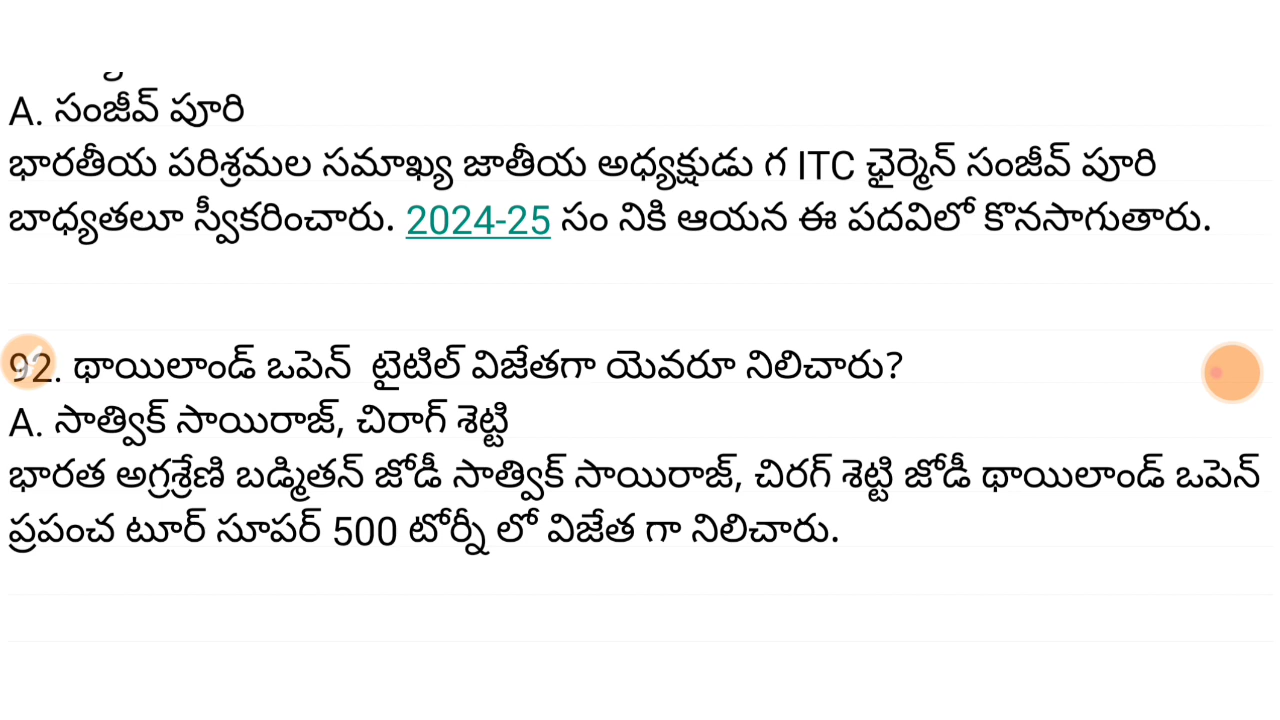 A. సంజీవ్ పూరి
భారతీయ పరిశ్రమల సమాఖ్య జాతీయ అధ్యక్షుడు గ ITC ఛైర్మెన్ సంజీవ్ పూరి
బాధ్యతలూ స్వీకరించారు. 2024-25 సం నికి ఆయన ఈ పదవిలో కొనసాగుతారు.
92. థాయిలాండ్ ఒపెన్ టైటిల్ విజేతగా యెవరూ నిలిచారు?
A. సాత్విక్ సాయిరాజ్, చిరాగ్ శెట్టి
భారత అగ్రశ్రేణి బడ్మితన్ జోడీ సాత్విక్ సాయిరాజ్, చిరగ్ శెట్టి జోడీ థాయిలాండ్ ఒపెన్
ప్రపంచ టూర్ సూపర్ 500 టోర్నీ లో విజేత గా నిలిచారు.